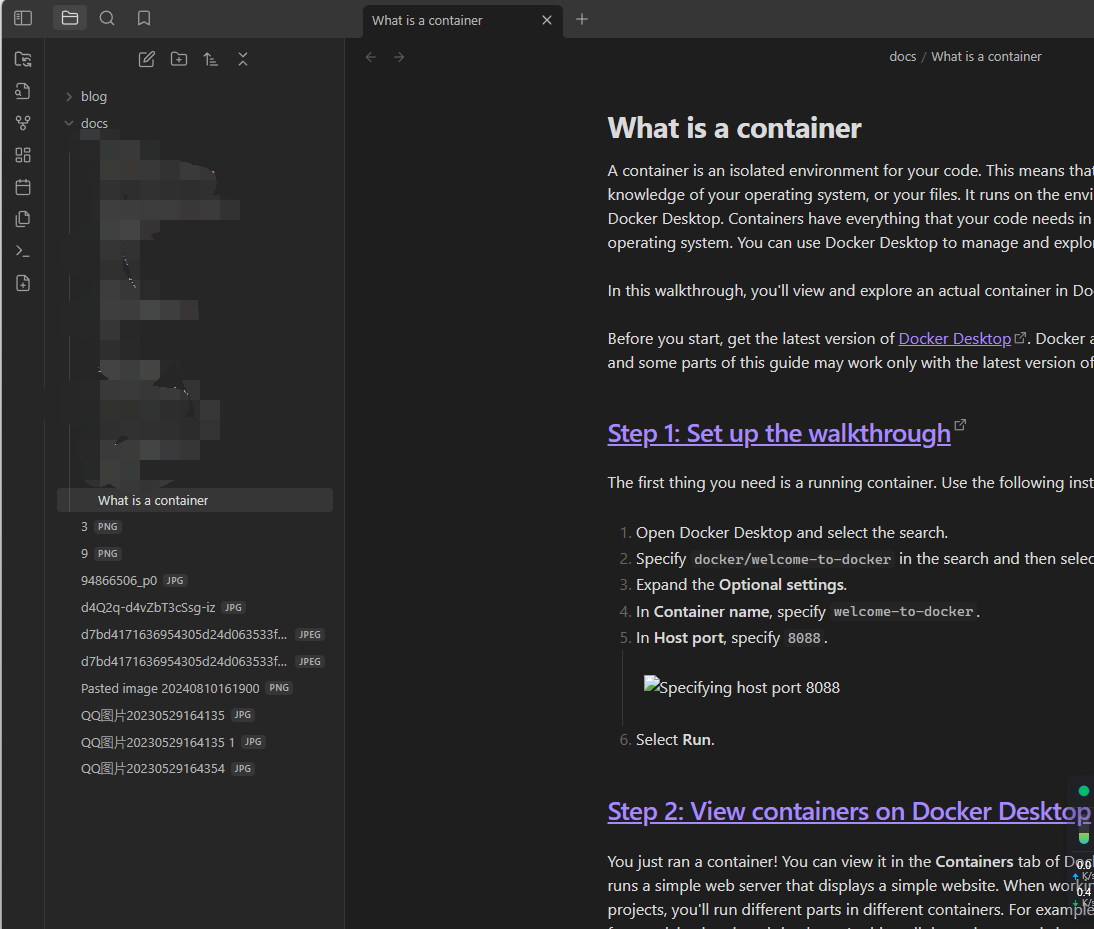 What is a container
docs / What is a container
blog
docs
What is a container
3 PNG
9 PNG
94866506_p0 JPG
d4Q2q-d4vZbT3cSsg-iz JPG
d7bd4171636954305d24d063533f... JPEG
d7bd4171636954305d24d063533f... JPEG
Pasted image 20240810161900 PNG
QQ图片20230529164135 JPG
QQ图片20230529164135 1 JPG
QQ图片20230529164354 JPG
What is a container
A container is an isolated environment for your code. This means that
knowledge of your operating system, or your files. It runs on the envi
Docker Desktop. Containers have everything that your code needs in
operating system. You can use Docker Desktop to manage and explor
In this walkthrough, you'll view and explore an actual container in Do
Before you start, get the latest version of Docker Desktop. Docker a
and some parts of this guide may work only with the latest version of
Step 1: Set up the walkthrough
The first thing you need is a running container. Use the following inst
1. Open Docker Desktop and select the search.
2. Specify docker/welcome-to-docker in the search and then selec
3. Expand the Optional settings.
4. In Container name, specify welcome-to-docker.
5. In Host port, specify 8088.
Specifying host port 8088
6. Select Run.
Step 2: View containers on Docker Desktop
You just ran a container! You can view it in the Containers tab of Doc
runs a simple web server that displays a simple website. When workin
projects, you'll run different parts in different containers. For example
0.0
K/s
0.4
K/s